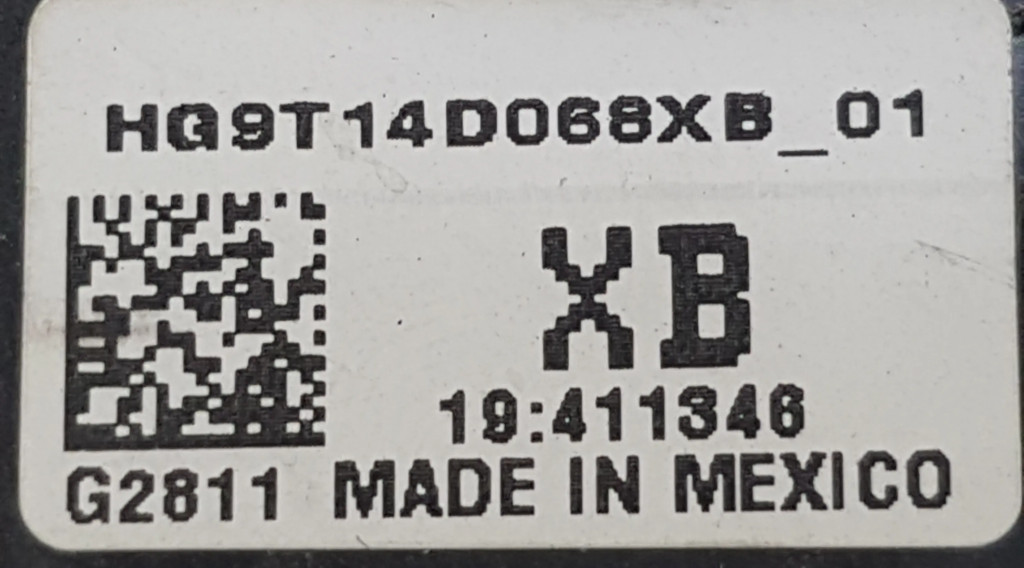 HG9T14D068XB_01
XB
19:411346
G2811 MADE IN MEXICO